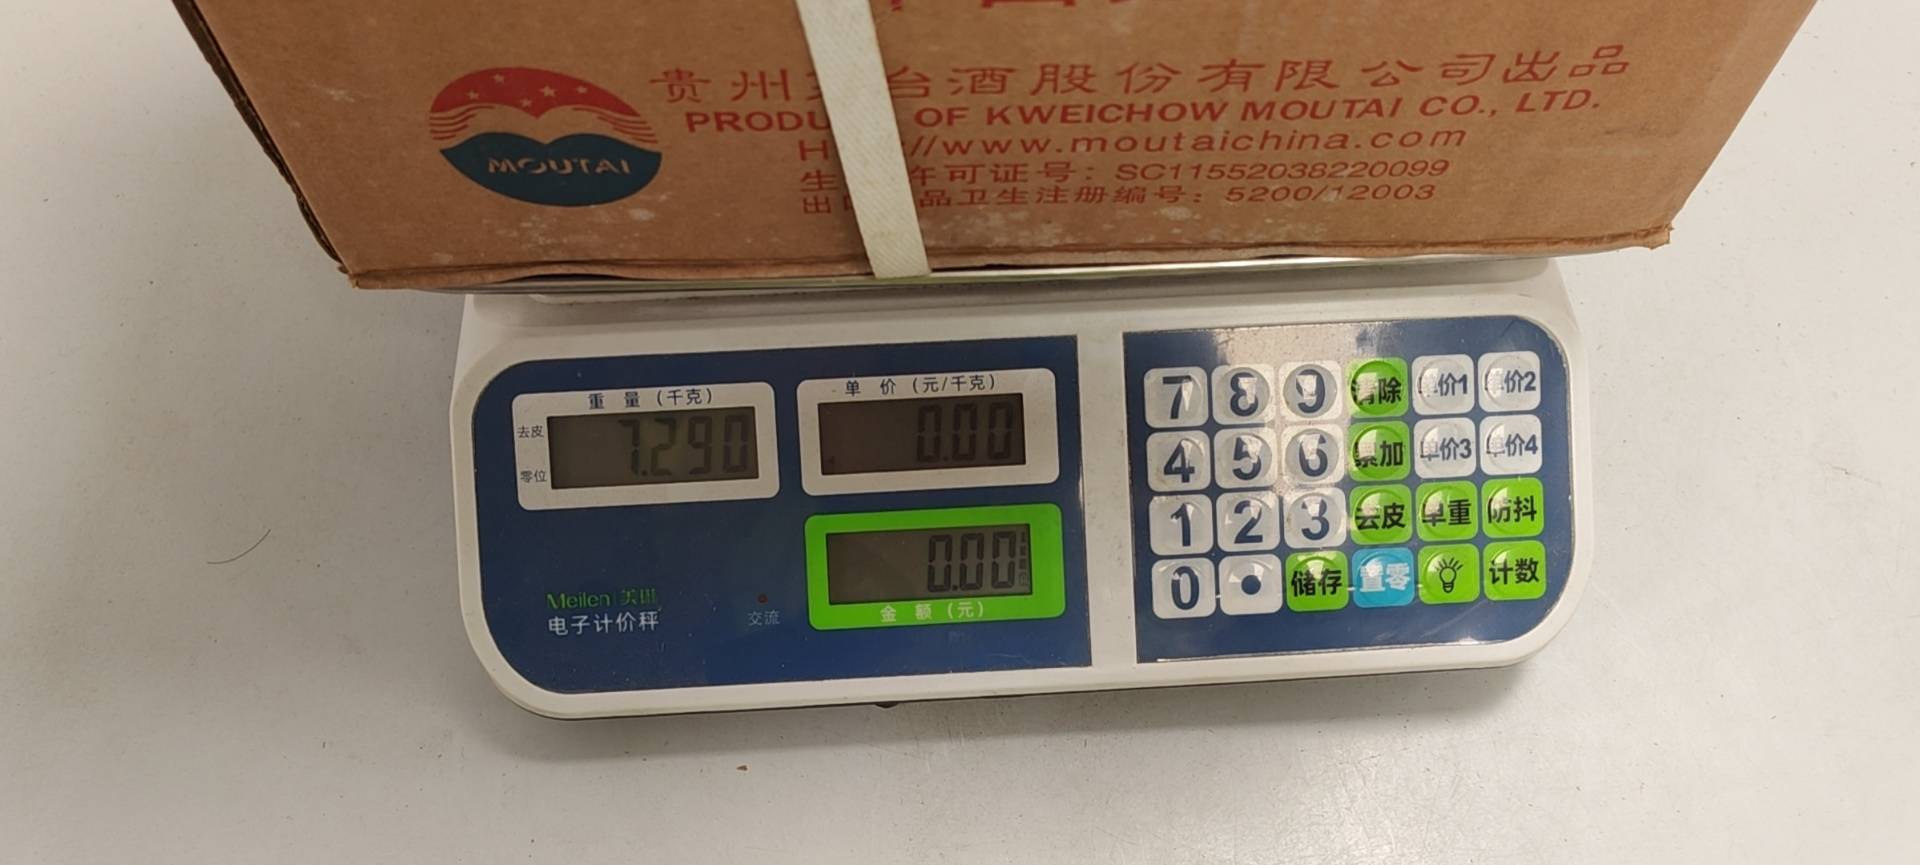 MOUTAI
贵州 台酒股份有限公司出品
OF KWEICHOW MOUTAI CO., LTD.
//www.moutaichina.com
生 许可证号：SC11552038220099
出 品卫生注册编号：5200/12003
重量（千克）
去皮
零位
7.290
单价（元/千克）
0.00
0.00
金额（元）
Meilen 美琳
电子计价秤
交流
7 8 9 清除 单价1 单价2
4 5 6 累加 单价3 单价4
1 2 3 去皮 单重 防抖
0 • 储存 置零 计数